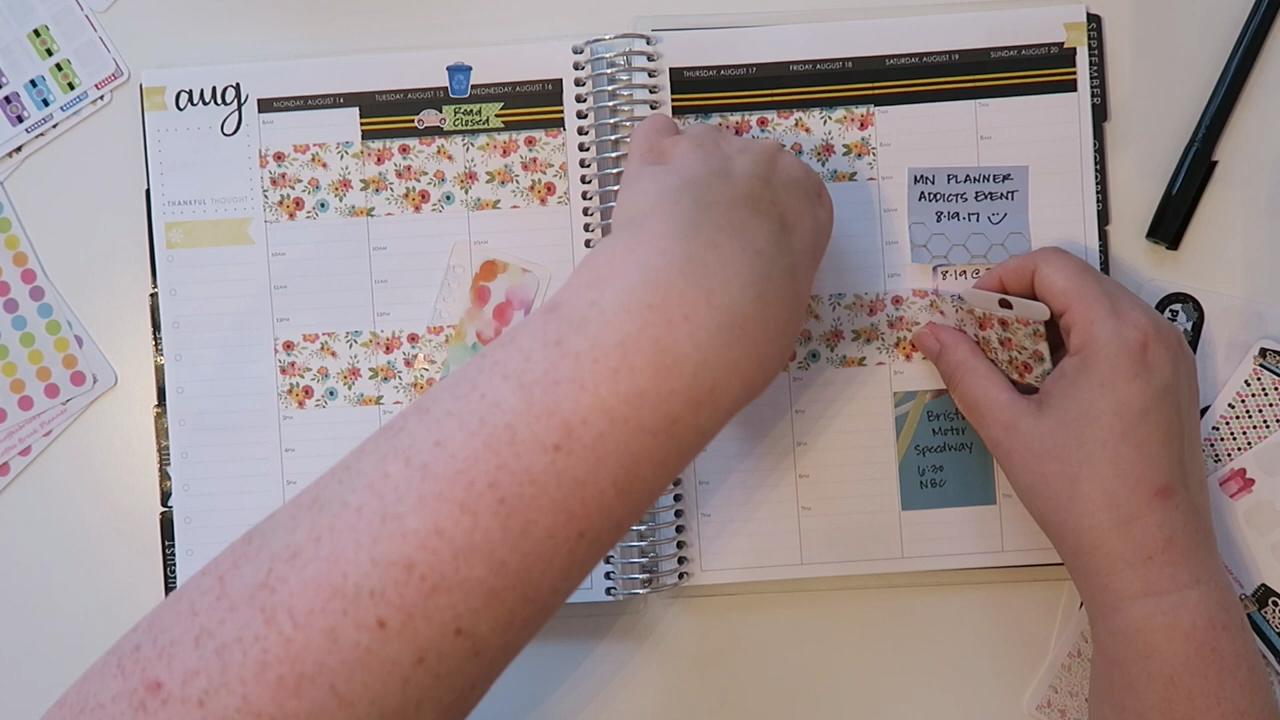 aug
MONDAY, AUGUST 14
TUESDAY, AUGUST 15
WEDNESDAY, AUGUST 16
Road
Closed
• THANKFUL THOUGHT •
THURSDAY, AUGUST 17
FRIDAY, AUGUST 18
SATURDAY, AUGUST 19
SUNDAY, AUGUST 20
MN PLANNER
ADDICTS EVENT
8.19.17
8.19 @
Motor
Speedway
6:30
NBC
SEPTEMBER
OCTOBER
AUGUST